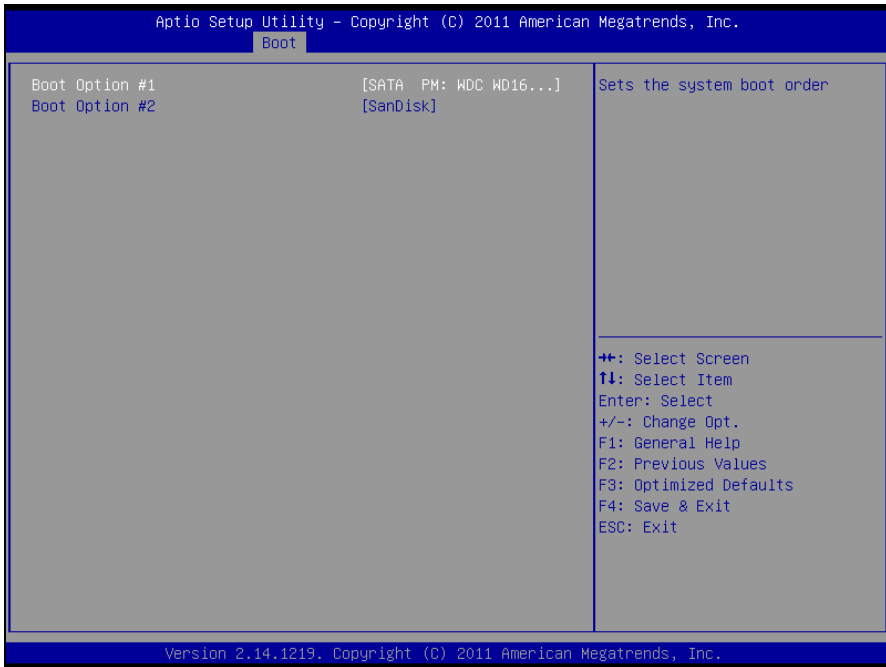 Aptio Setup Utility – Copyright (C) 2011 American Megatrends, Inc.
Boot
Boot Option #1 [SATA PM: WDC WD16...]
Boot Option #2 [SanDisk]
Sets the system boot order
→←: Select Screen
↑↓: Select Item
Enter: Select
+/-: Change Opt.
F1: General Help
F2: Previous Values
F3: Optimized Defaults
F4: Save & Exit
ESC: Exit
Version 2.14.1219. Copyright (C) 2011 American Megatrends, Inc.